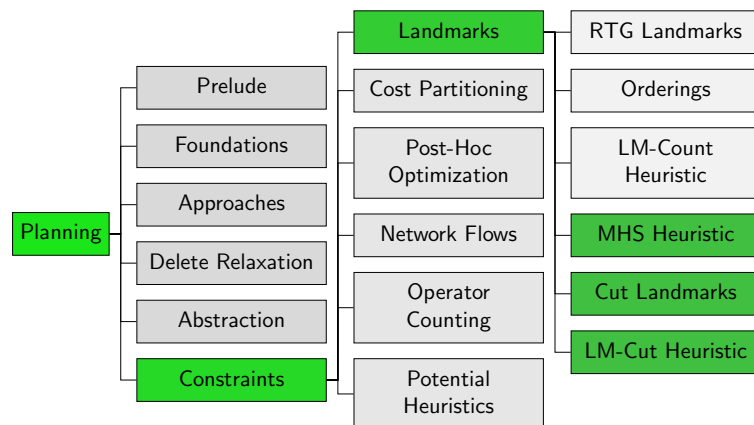 Planning
Prelude
Foundations
Approaches
Delete Relaxation
Abstraction
Constraints
Landmarks
Cost Partitioning
Post-Hoc
Optimization
Network Flows
Operator
Counting
Potential
Heuristics
RTG Landmarks
Orderings
LM-Count
Heuristic
MHS Heuristic
Cut Landmarks
LM-Cut Heuristic